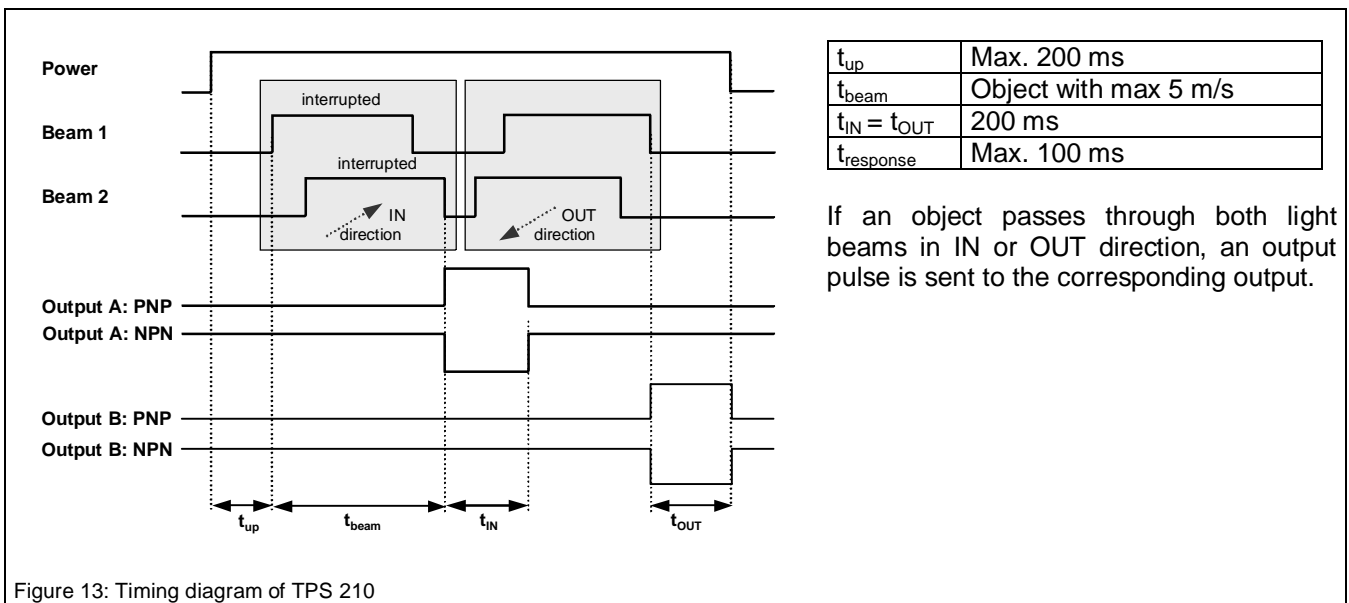 Power
interrupted
Beam 1
interrupted
Beam 2
IN
direction
OUT
direction
Output A: PNP
Output A: NPN
Output B: PNP
Output B: NPN
tup
tbeam
tIN
tOUT
tup Max. 200 ms
tbeam Object with max 5 m/s
tIN = tOUT 200 ms
tresponse Max. 100 ms
If an object passes through both light
beams in IN or OUT direction, an output
pulse is sent to the corresponding output.
Figure 13: Timing diagram of TPS 210